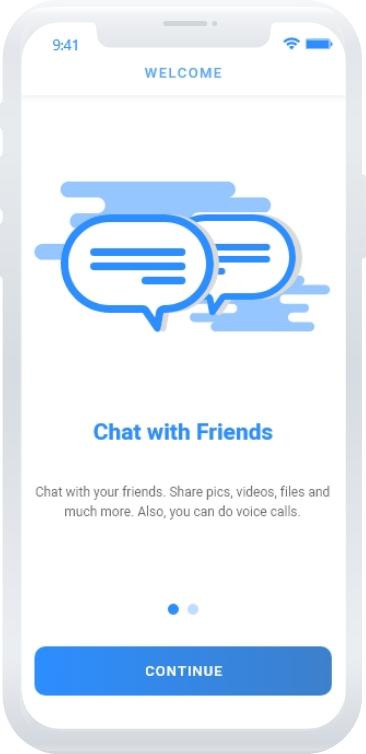 9:41
WELCOME
Chat with Friends
Chat with your friends. Share pics, videos, files and
much more. Also, you can do voice calls.
CONTINUE